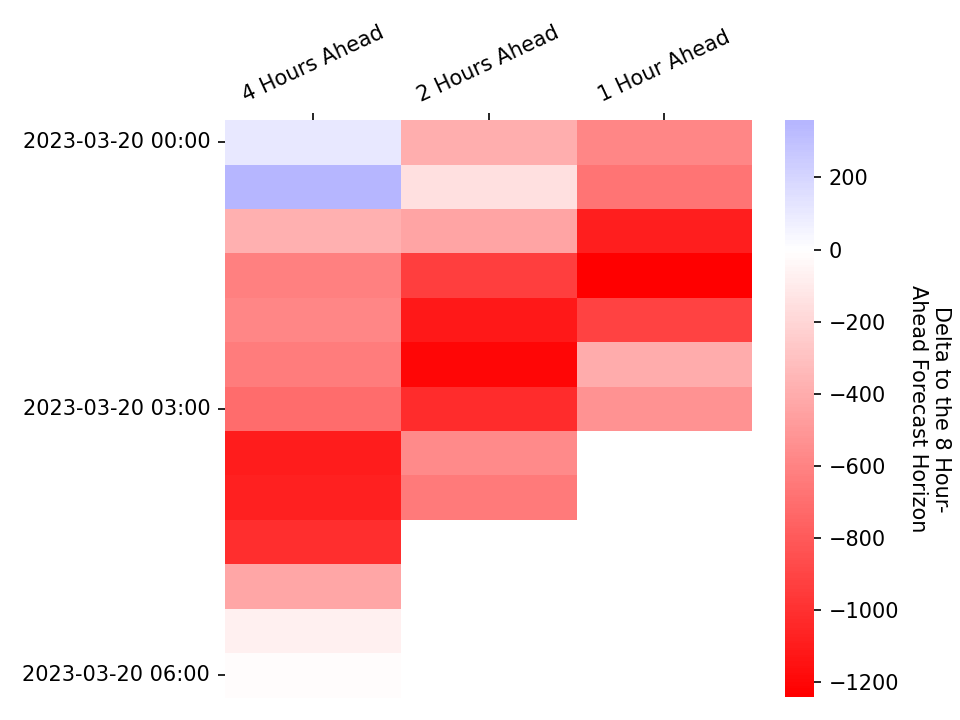 4 Hours Ahead
2 Hours Ahead
1 Hour Ahead
2023-03-20 00:00
2023-03-20 03:00
2023-03-20 06:00
200
0
−200
−400
−600
−800
−1000
−1200
Delta to the 8 Hour-
Ahead Forecast Horizon